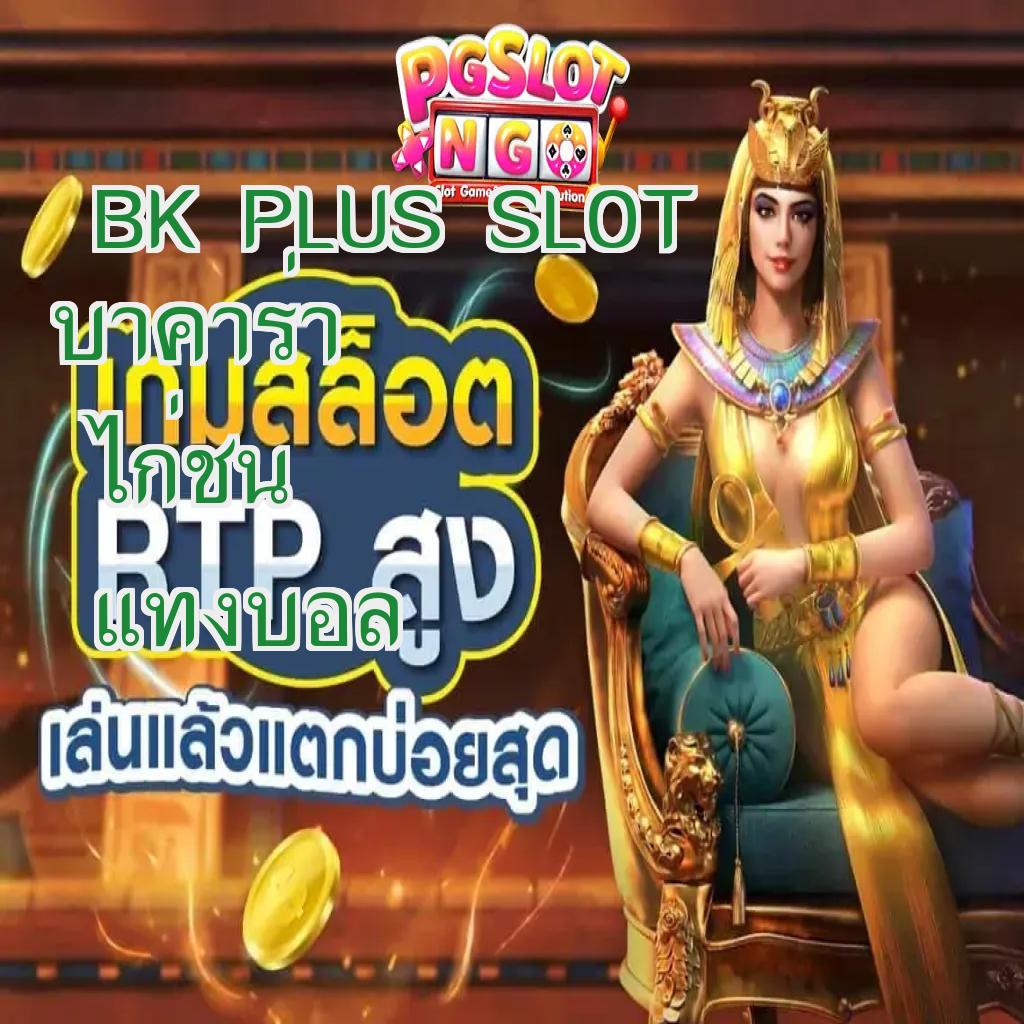 PGSLOT
NGO
Slot Game
ution
BK PLUS SLOT
บาคาร่า
เกมสล็อต
ไก่ชน
RTP สูง
แทงบอล
เล่นแล้วแตกบ่อยสุด